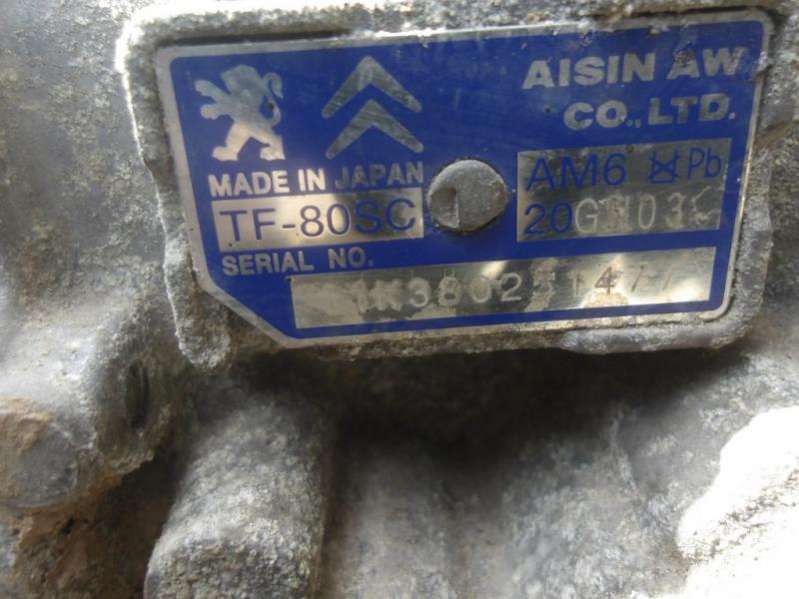 AISIN AW
CO.,LTD.
MADE IN JAPAN
AM6 Pb
TF-80SC
SERIAL NO.